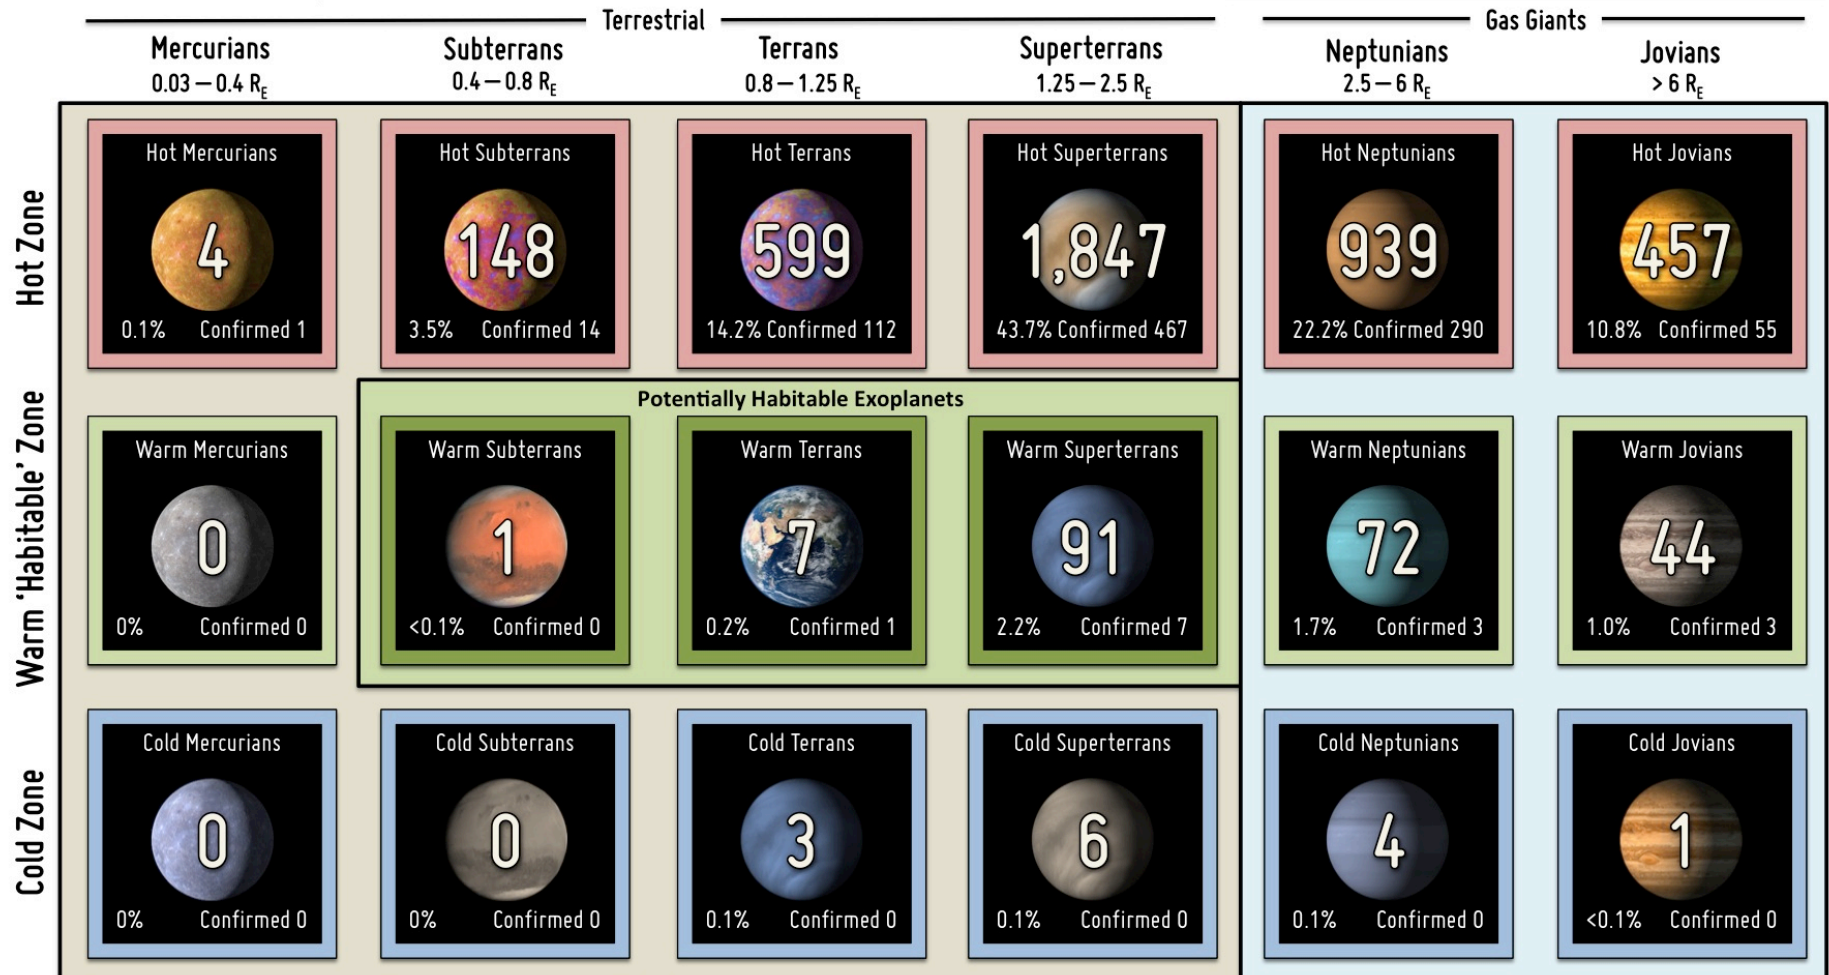 Terrestrial
Gas Giants
Mercurians
0.03 – 0.4 RE
Subterrans
0.4 – 0.8 RE
Terrans
0.8 – 1.25 RE
Superterrans
1.25 – 2.5 RE
Neptunians
2.5 – 6 RE
Jovians
> 6 RE
Hot Zone
Hot Mercurians
4
0.1% Confirmed 1
Hot Subterrans
148
3.5% Confirmed 14
Hot Terrans
599
14.2% Confirmed 112
Hot Superterrans
1,847
43.7% Confirmed 467
Hot Neptunians
939
22.2% Confirmed 290
Hot Jovians
457
10.8% Confirmed 55
Warm ‘Habitable’ Zone
Potentially Habitable Exoplanets
Warm Mercurians
0
0% Confirmed 0
Warm Subterrans
1
<0.1% Confirmed 0
Warm Terrans
7
0.2% Confirmed 1
Warm Superterrans
91
2.2% Confirmed 7
Warm Neptunians
72
1.7% Confirmed 3
Warm Jovians
44
1.0% Confirmed 3
Cold Zone
Cold Mercurians
0
0% Confirmed 0
Cold Subterrans
0
0% Confirmed 0
Cold Terrans
3
0.1% Confirmed 0
Cold Superterrans
6
0.1% Confirmed 0
Cold Neptunians
4
0.1% Confirmed 0
Cold Jovians
1
<0.1% Confirmed 0